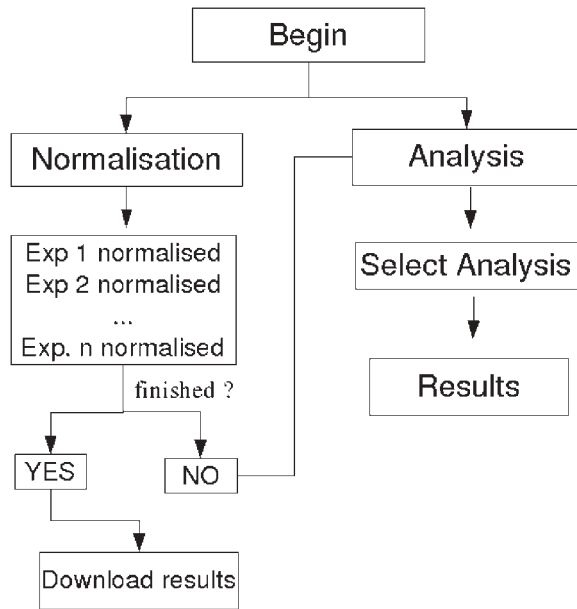 Begin
Normalisation
Analysis
Exp 1 normalised
Exp 2 normalised
...
Exp. n normalised
Select Analysis
finished ?
Results
YES
NO
Download results